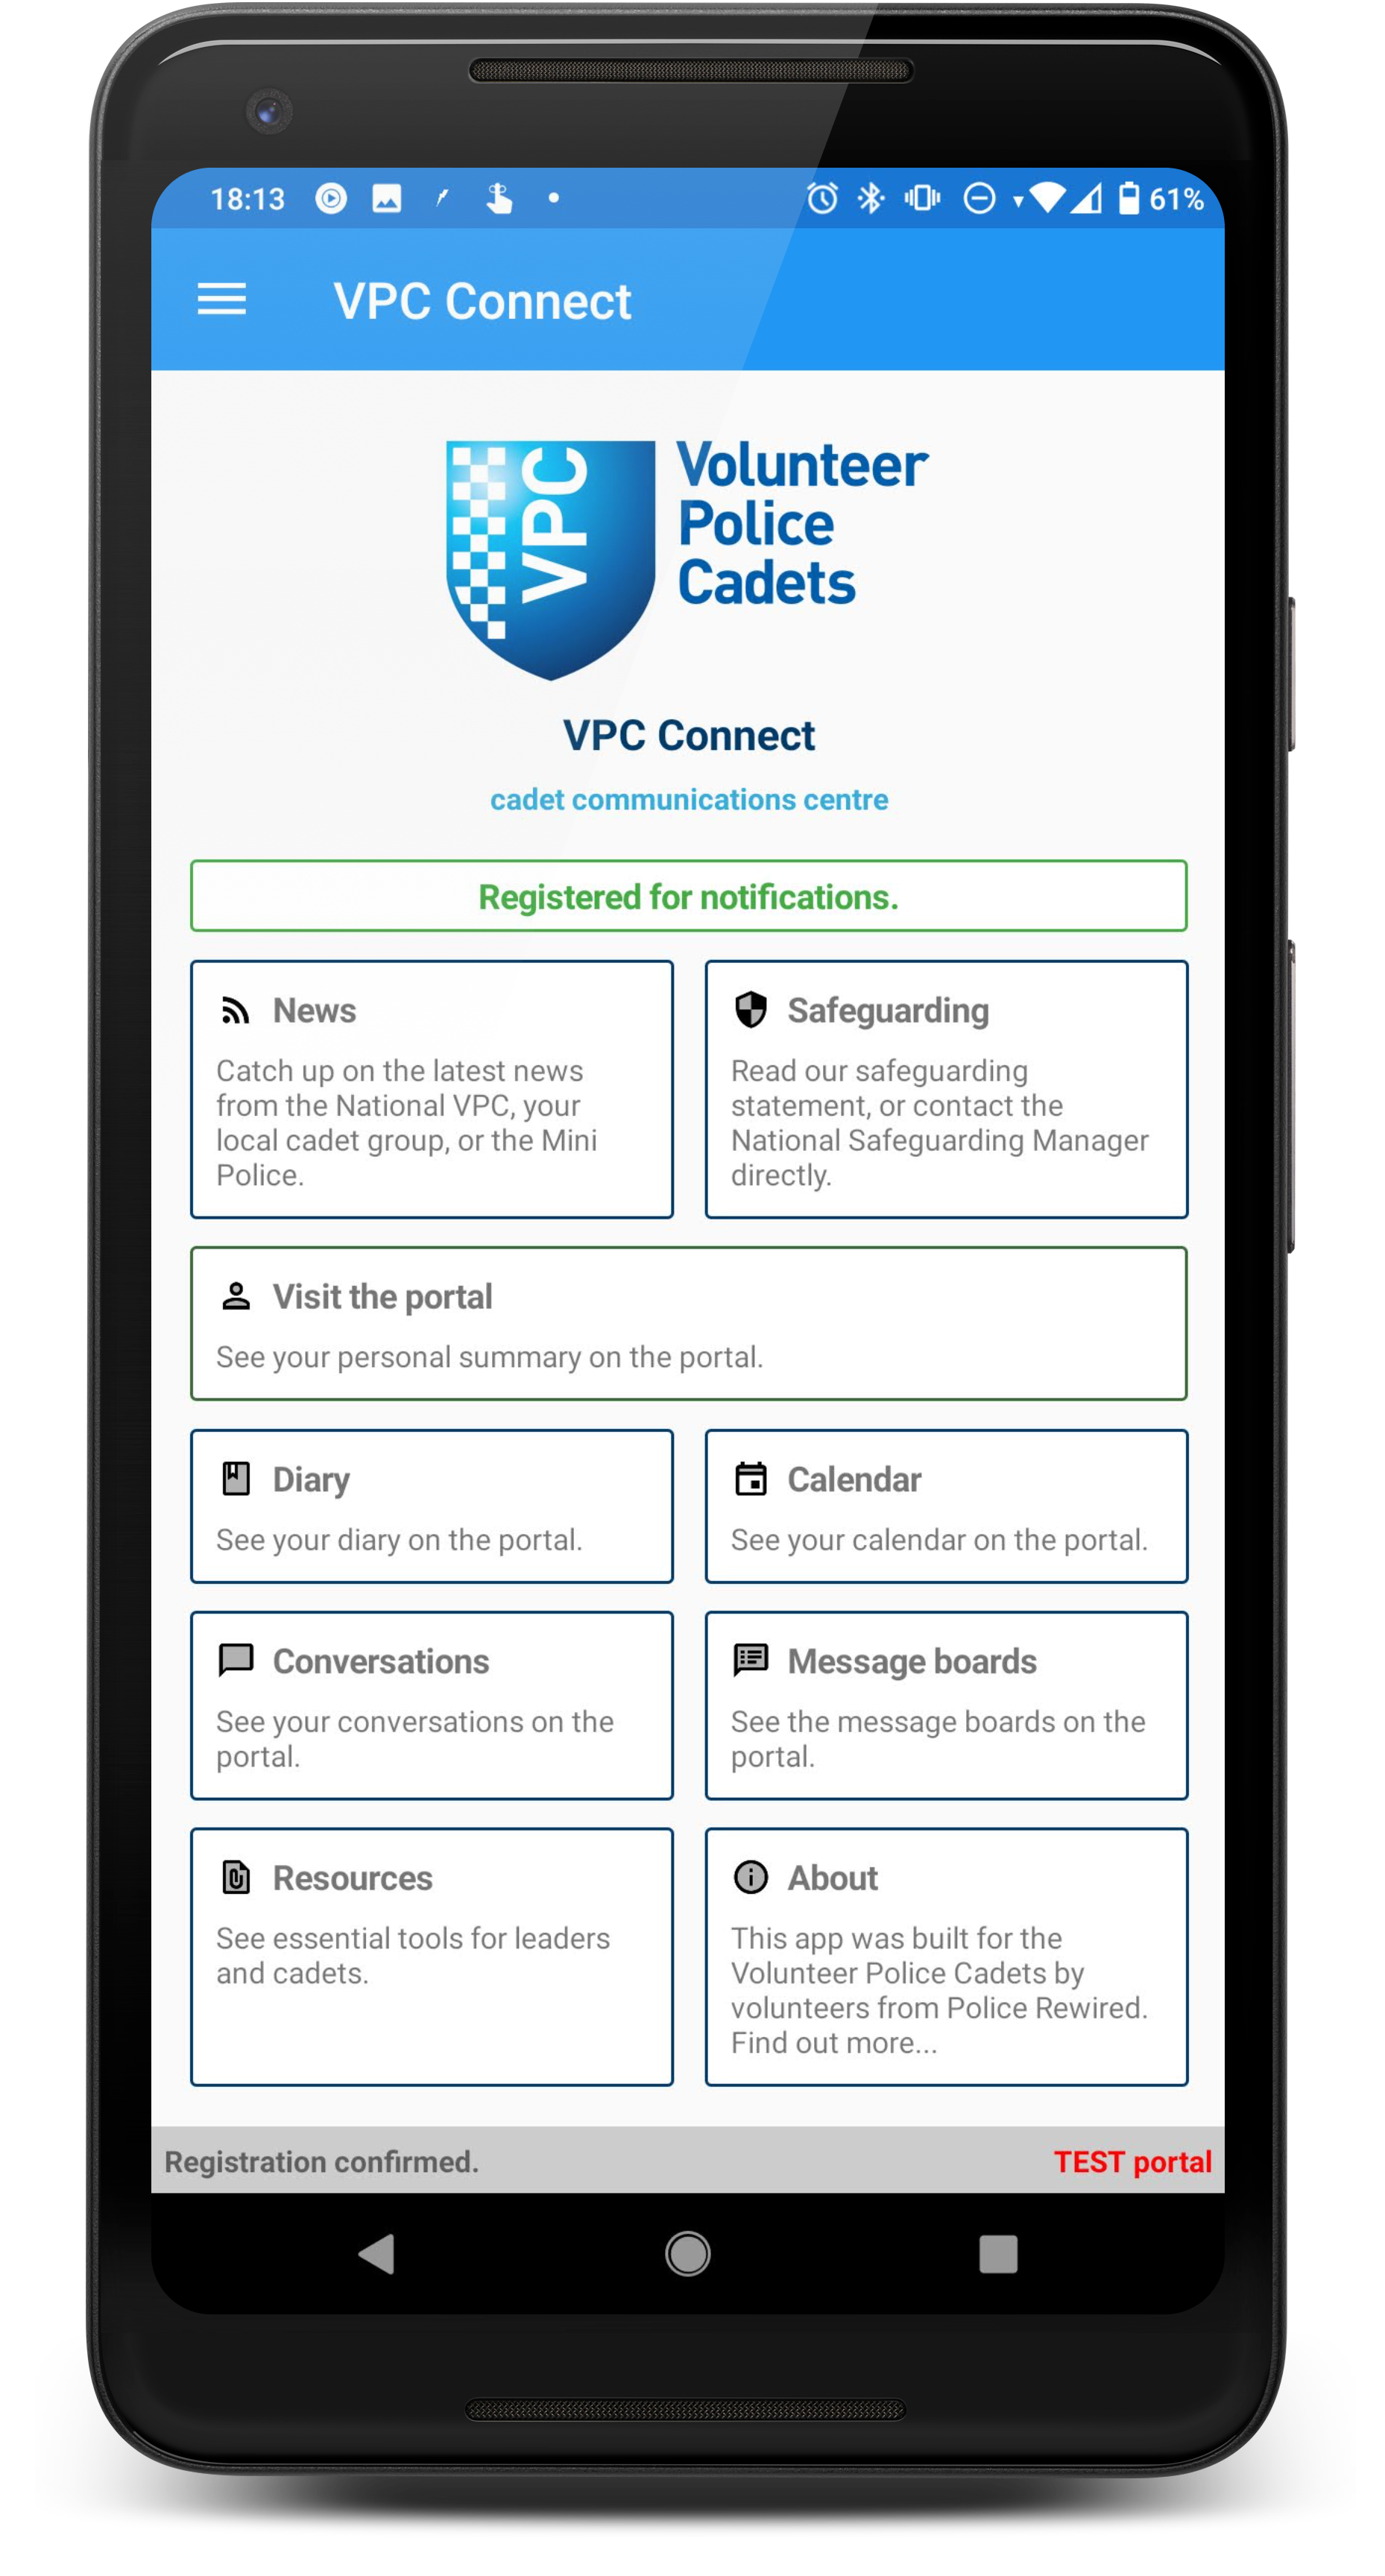 18:13
61%
VPC Connect
VPC
Volunteer
Police
Cadets
VPC Connect
cadet communications centre
Registered for notifications.
News
Catch up on the latest news
from the National VPC, your
local cadet group, or the Mini
Police.
Safeguarding
Read our safeguarding
statement, or contact the
National Safeguarding Manager
directly.
Visit the portal
See your personal summary on the portal.
Diary
See your diary on the portal.
Calendar
See your calendar on the portal.
Conversations
See your conversations on the
portal.
Message boards
See the message boards on the
portal.
Resources
See essential tools for leaders
and cadets.
About
This app was built for the
Volunteer Police Cadets by
volunteers from Police Rewired.
Find out more...
Registration confirmed.
TEST portal